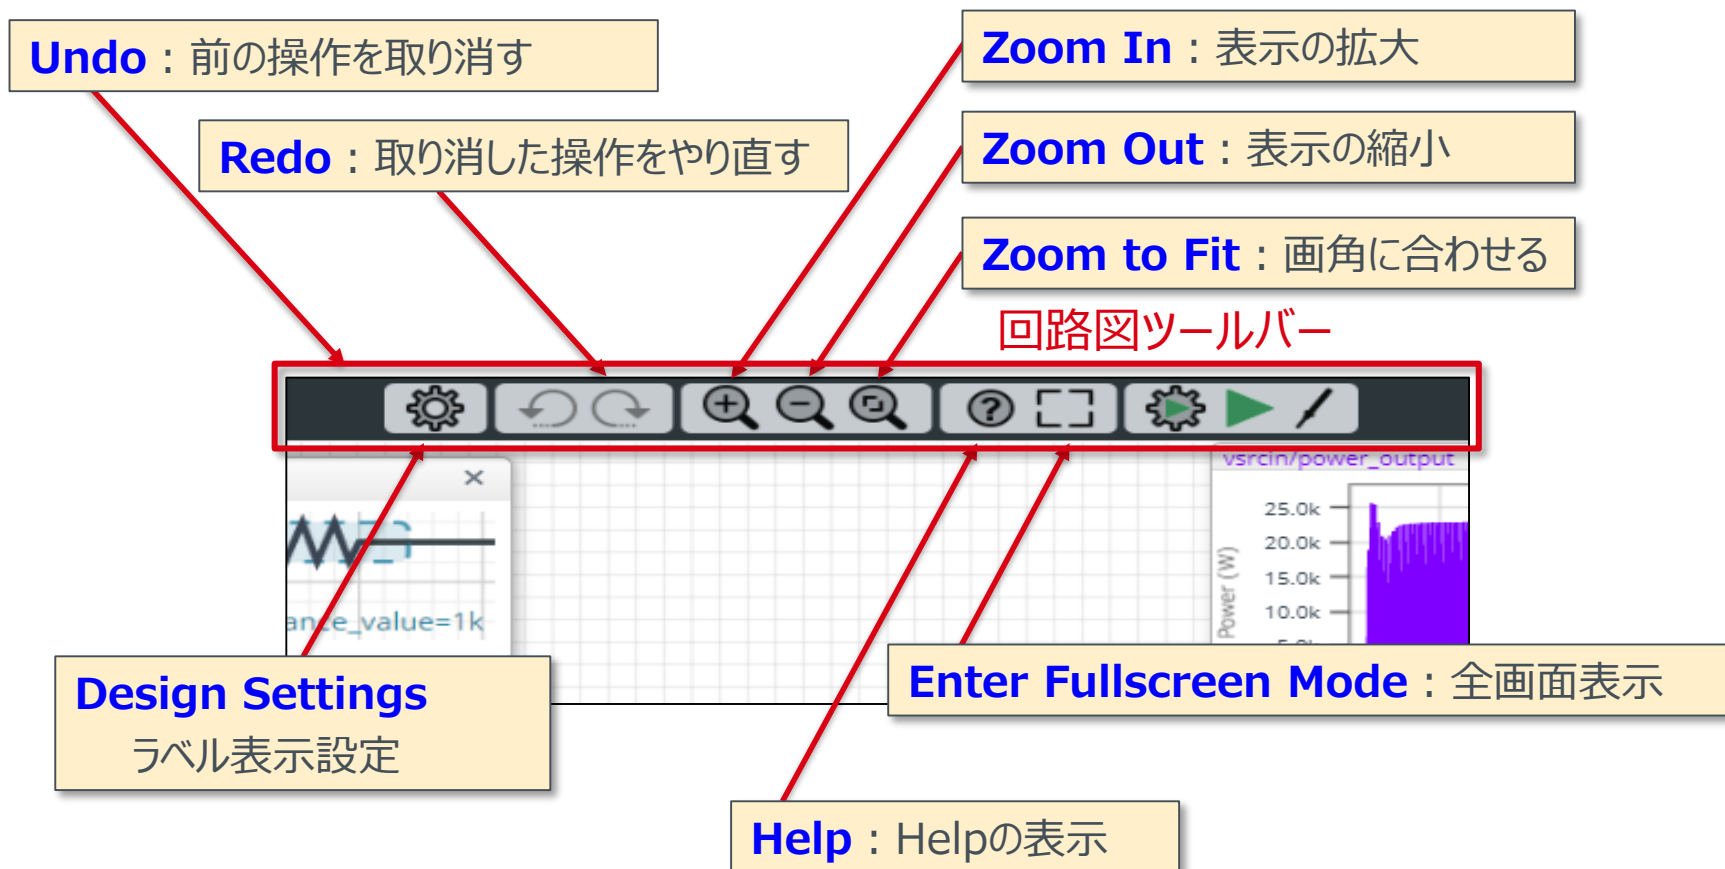 Undo：前の操作を取り消す
Zoom In：表示の拡大
Redo：取り消した操作をやり直す
Zoom Out：表示の縮小
Zoom to Fit：画角に合わせる
回路図ツールバー
vsrcin/power_output
25.0k
20.0k
15.0k
10.0k
Power (W)
ance_value=1k
Design Settings
ラベル表示設定
Enter Fullscreen Mode：全画面表示
Help：Helpの表示